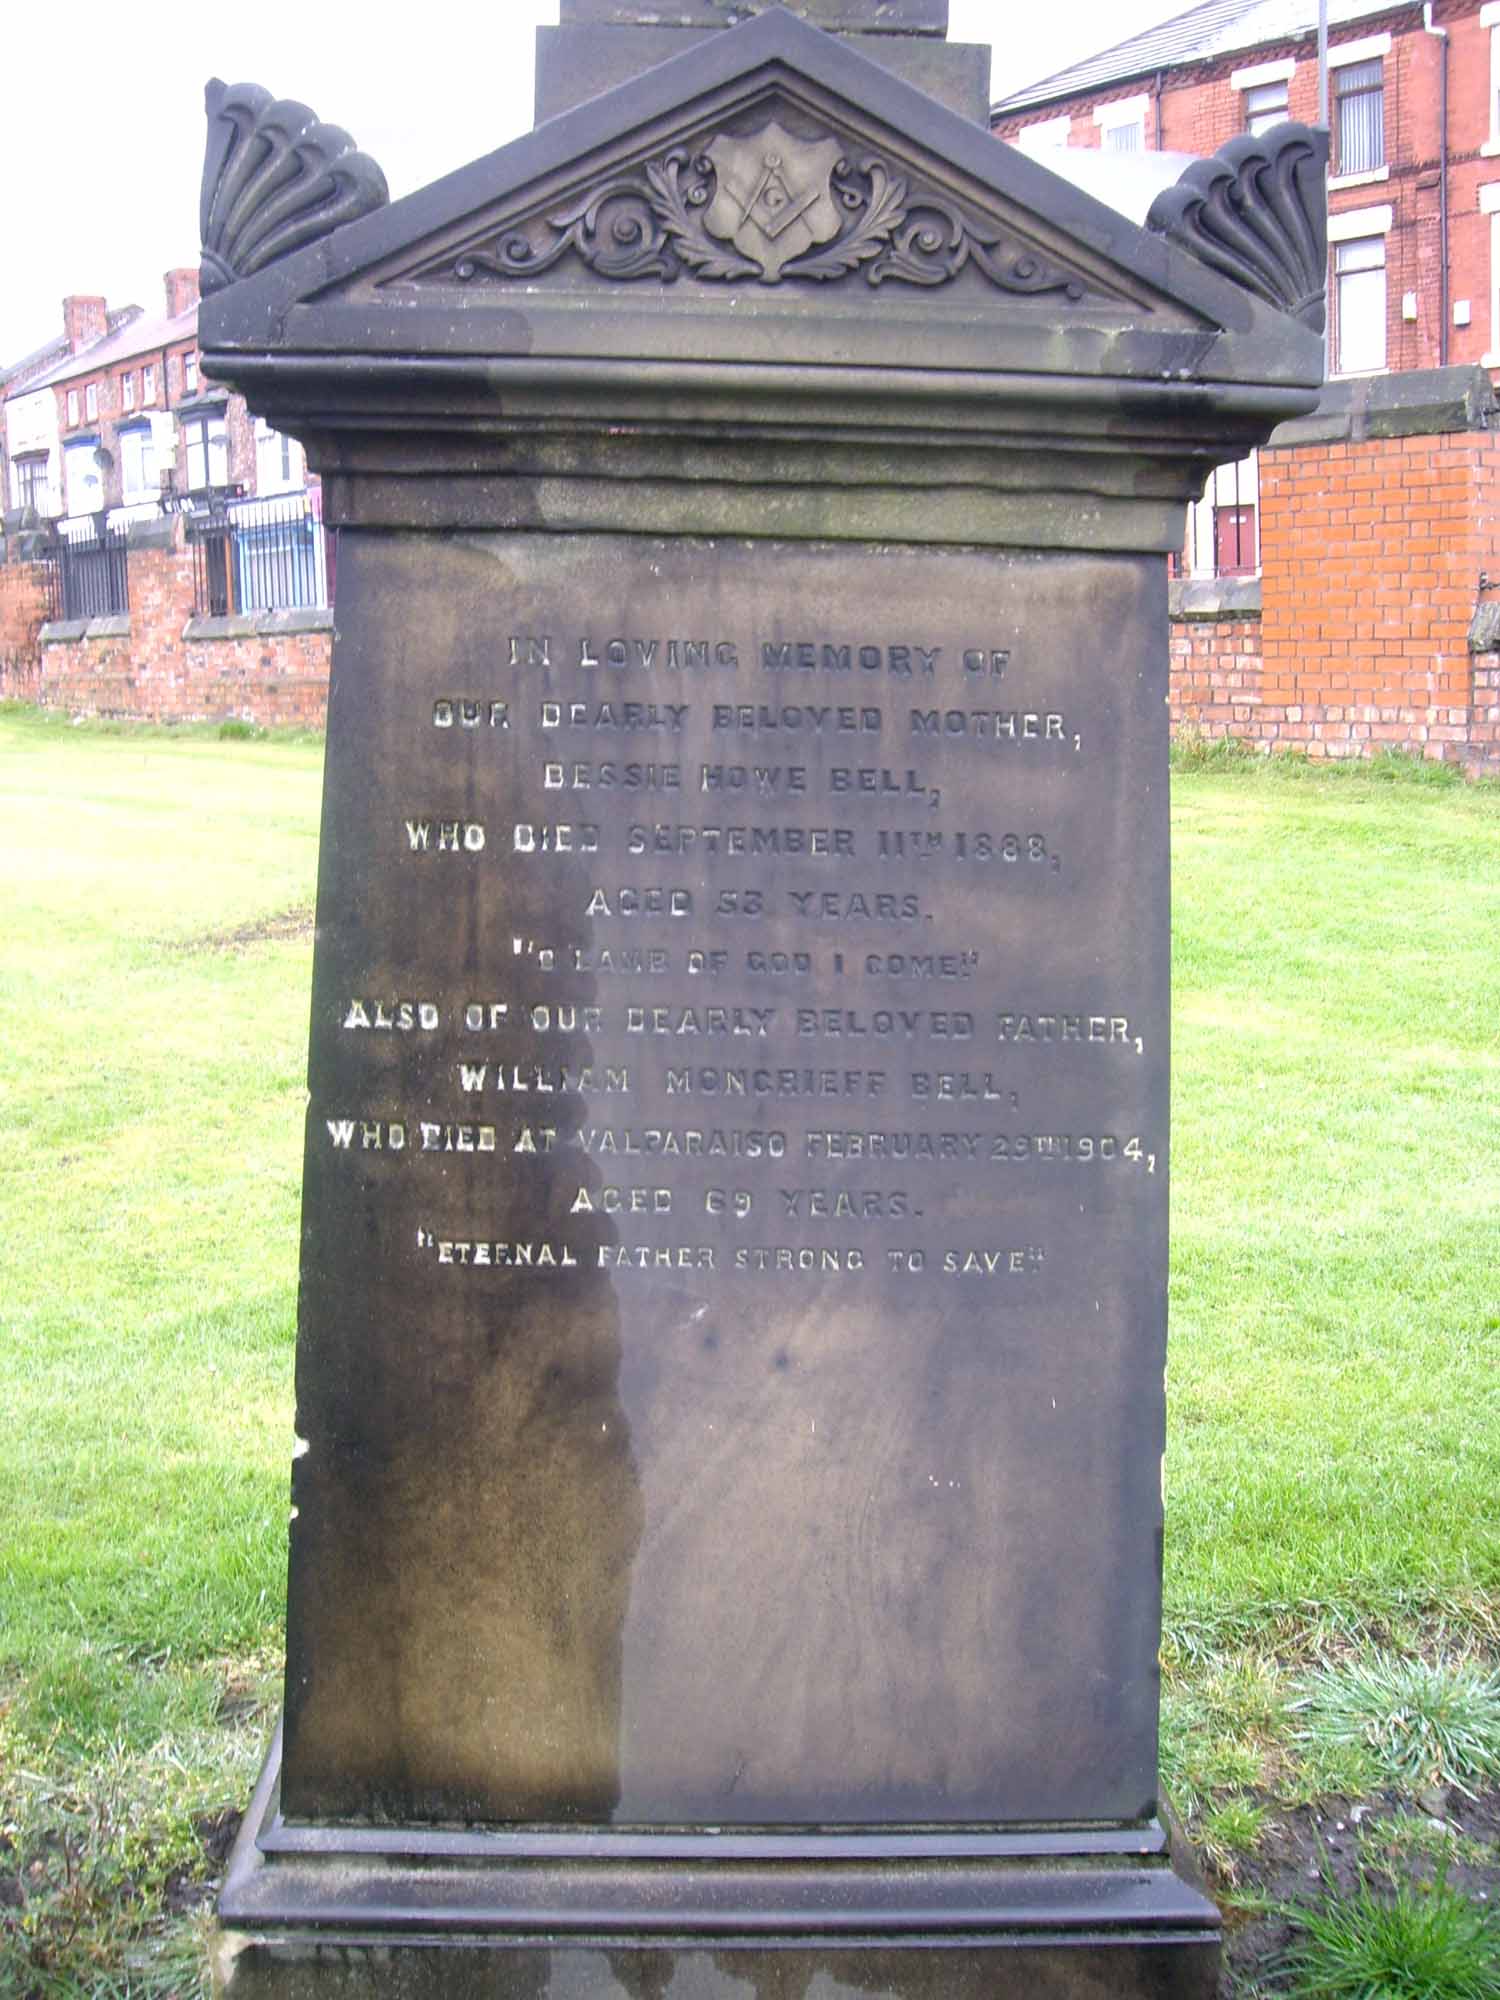 G
IN LOVING MEMORY OF
OUR DEARLY BELOVED MOTHER,
BESSIE HOWE BELL,
WHO DIED SEPTEMBER 11TH 1888,
AGED 53 YEARS.
"O LAMB OF GOD I COME"
ALSO OF OUR DEARLY BELOVED FATHER,
WILLIAM MONCRIEFF BELL,
WHO DIED AT VALPARAISO FEBRUARY 29TH 1904,
AGED 69 YEARS.
"ETERNAL FATHER STRONG TO SAVE"